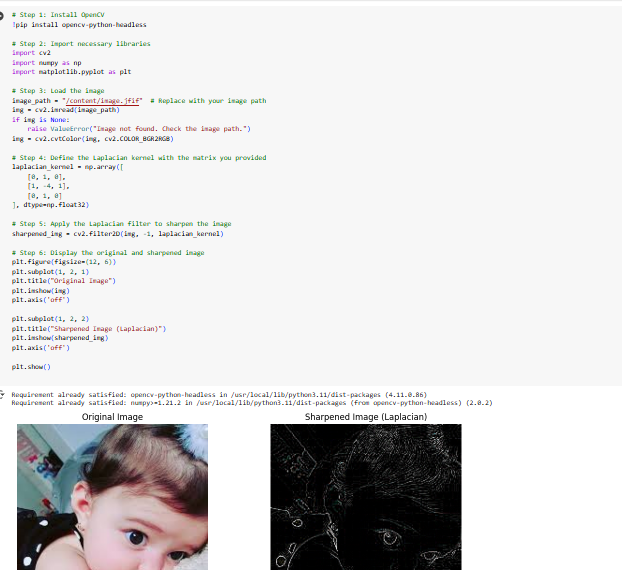 # Step 1: Install OpenCV
!pip install opencv-python-headless
# Step 2: Import necessary libraries
import cv2
import numpy as np
import matplotlib.pyplot as plt
# Step 3: Load the image
image_path = "/content/image.jfif"  # Replace with your image path
img = cv2.imread(image_path)
if img is None:
    raise ValueError("Image not found. Check the image path.")
img = cv2.cvtColor(img, cv2.COLOR_BGR2RGB)
# Step 4: Define the Laplacian kernel with the matrix you provided
laplacian_kernel = np.array([
    [0, 1, 0],
    [1, -4, 1],
    [0, 1, 0]
], dtype=np.float32)
# Step 5: Apply the Laplacian filter to sharpen the image
sharpened_img = cv2.filter2D(img, -1, laplacian_kernel)
# Step 6: Display the original and sharpened image
plt.figure(figsize=(12, 6))
plt.subplot(1, 2, 1)
plt.title("Original Image")
plt.imshow(img)
plt.axis('off')
plt.subplot(1, 2, 2)
plt.title("Sharpened Image (Laplacian)")
plt.imshow(sharpened_img)
plt.axis('off')
plt.show()
Requirement already satisfied: opencv-python-headless in /usr/local/lib/python3.11/dist-packages (4.11.0.86)
Requirement already satisfied: numpy>=1.21.2 in /usr/local/lib/python3.11/dist-packages (from opencv-python-headless) (2.0.2)
Original Image
Sharpened Image (Laplacian)